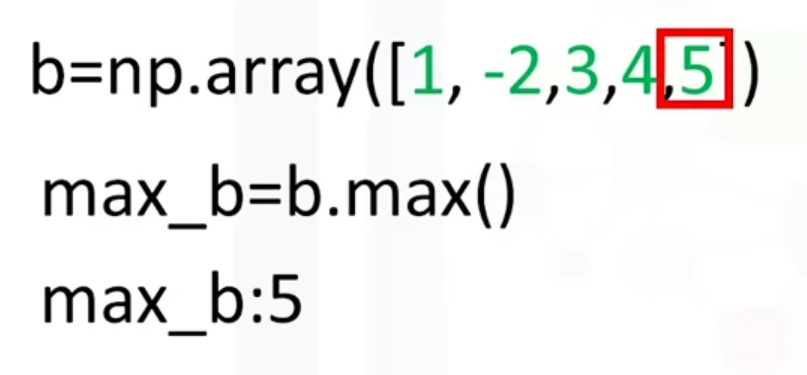 b=np.array([1, -2,3,4,5])
max_b=b.max()
max_b:5